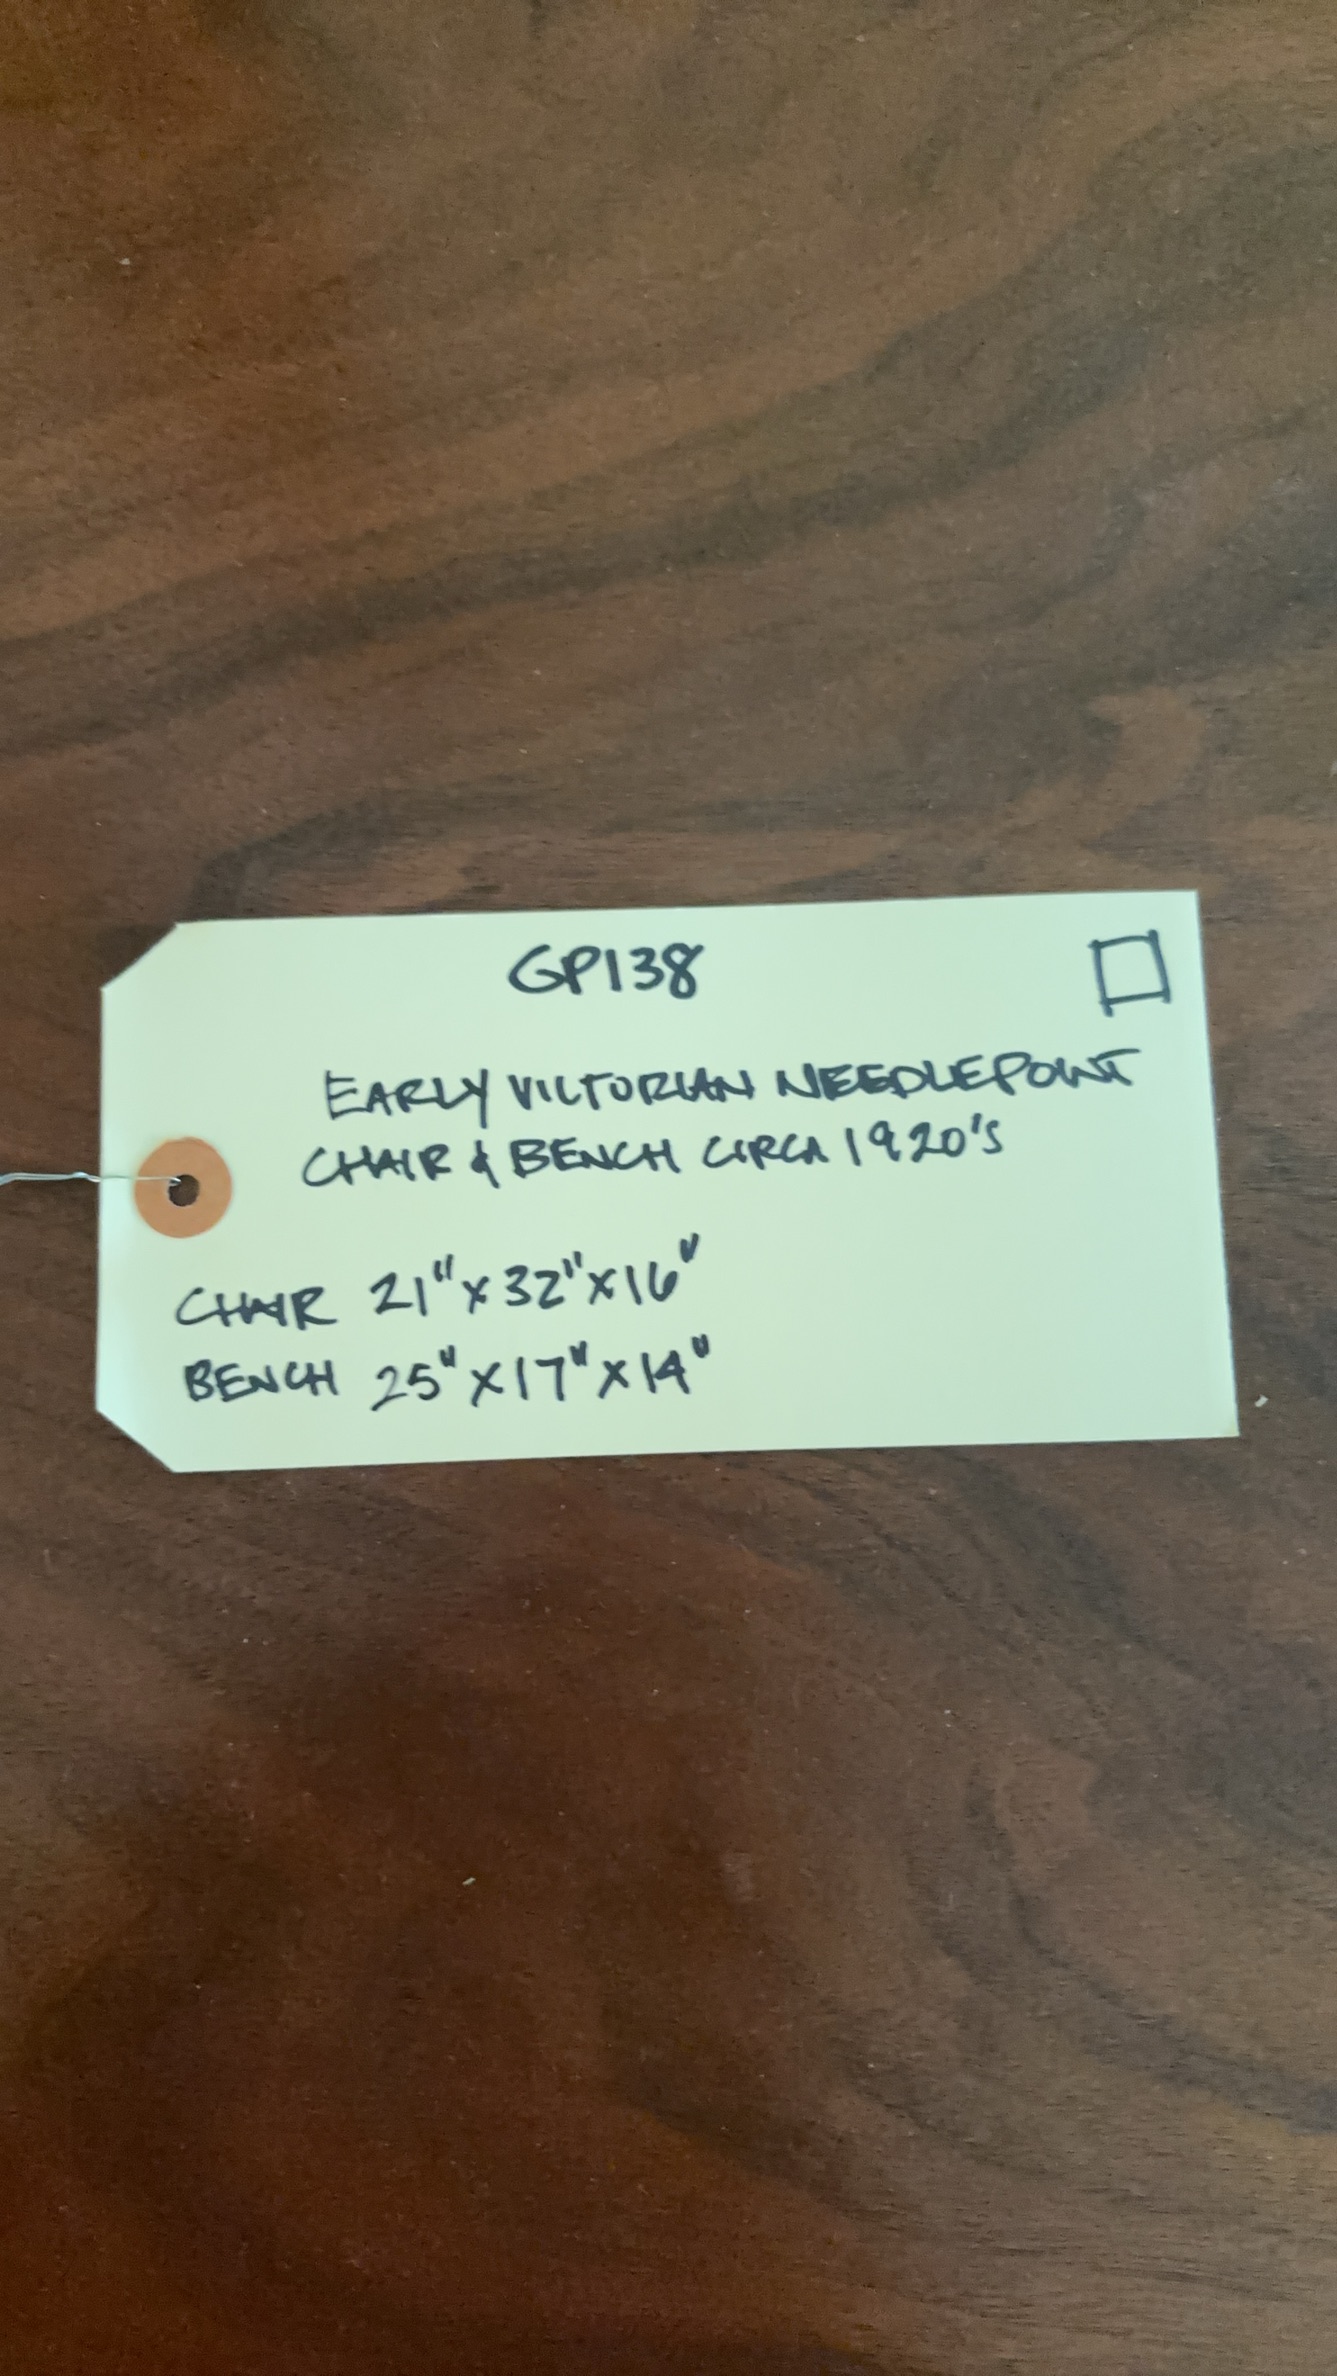 GP138
EARLY VICTORIAN NEEDLEPOINT
CHAIR & BENCH CIRCA 1920'S
CHAIR 21"x32"x16"
BENCH 25"x17"x14"